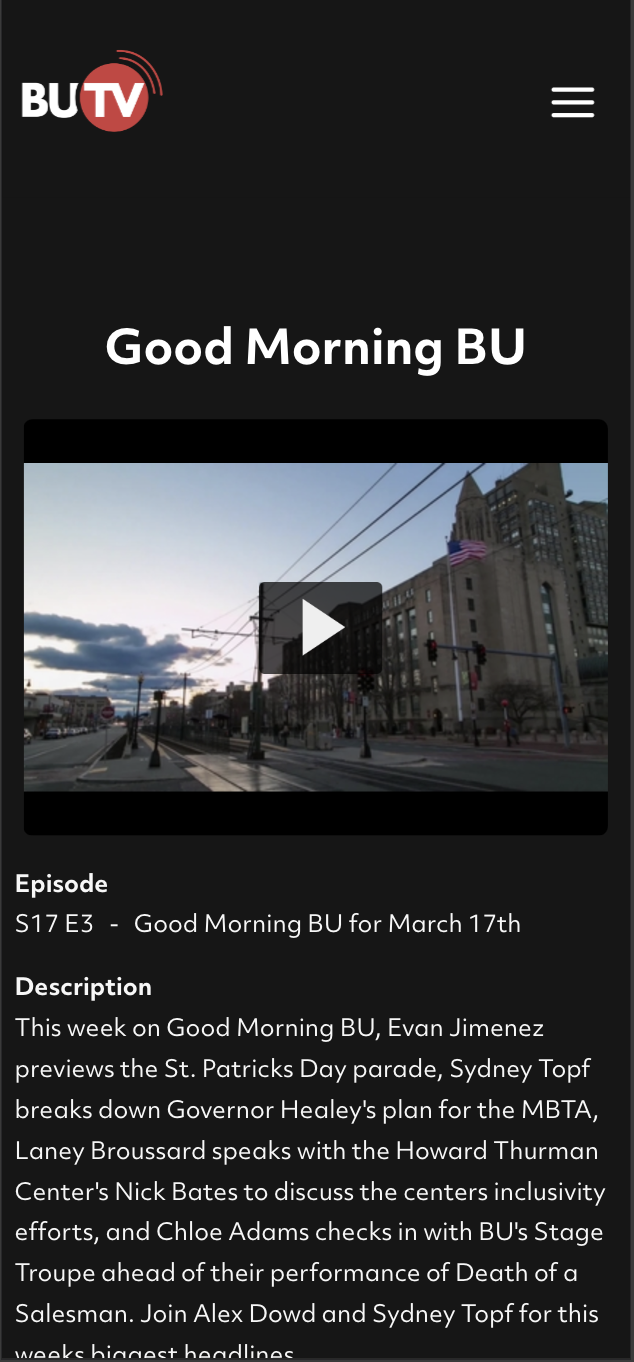 BUTV
Good Morning BU
Episode
S17 E3 - Good Morning BU for March 17th
Description
This week on Good Morning BU, Evan Jimenez
previews the St. Patricks Day parade, Sydney Topf
breaks down Governor Healey's plan for the MBTA,
Laney Broussard speaks with the Howard Thurman
Center's Nick Bates to discuss the centers inclusivity
efforts, and Chloe Adams checks in with BU's Stage
Troupe ahead of their performance of Death of a
Salesman. Join Alex Dowd and Sydney Topf for this
weeks biggest headlines